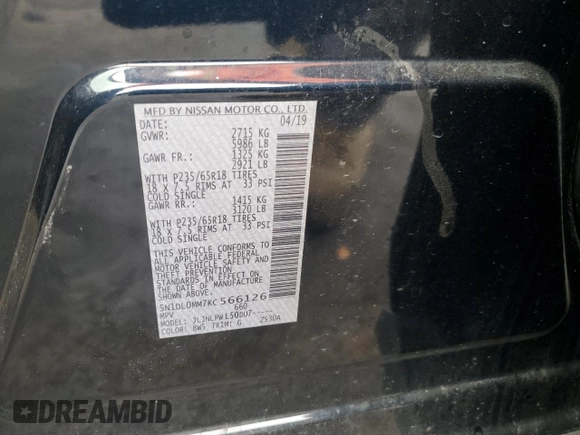 MFD BY NISSAN MOTOR CO., LTD.
DATE: 04/19
GVWR: 2715 KG
5986 LB
GAWR FR.: 1325 KG
2921 LB
WITH P235/65R18 TIRES
18 X 7.5 RIMS AT 33 PSI
COLD SINGLE
GAWR RR.: 1415 KG
3120 LB
WITH P235/65R18 TIRES
18 X 7.5 RIMS AT 33 PSI
COLD SINGLE
THIS VEHICLE CONFORMS TO
ALL APPLICABLE FEDERAL
MOTOR VEHICLE SAFETY AND
THEFT PREVENTION
STANDARDS IN EFFECT ON
THE DATE OF MANUFACTURE
SHOWN ABOVE.
5N1DL0MM7KC566126
MPV 660
MODEL: JLJNLPW L50DU7-----
COLOR: BW5 TRIM: G ZS3DA
DREAMBID